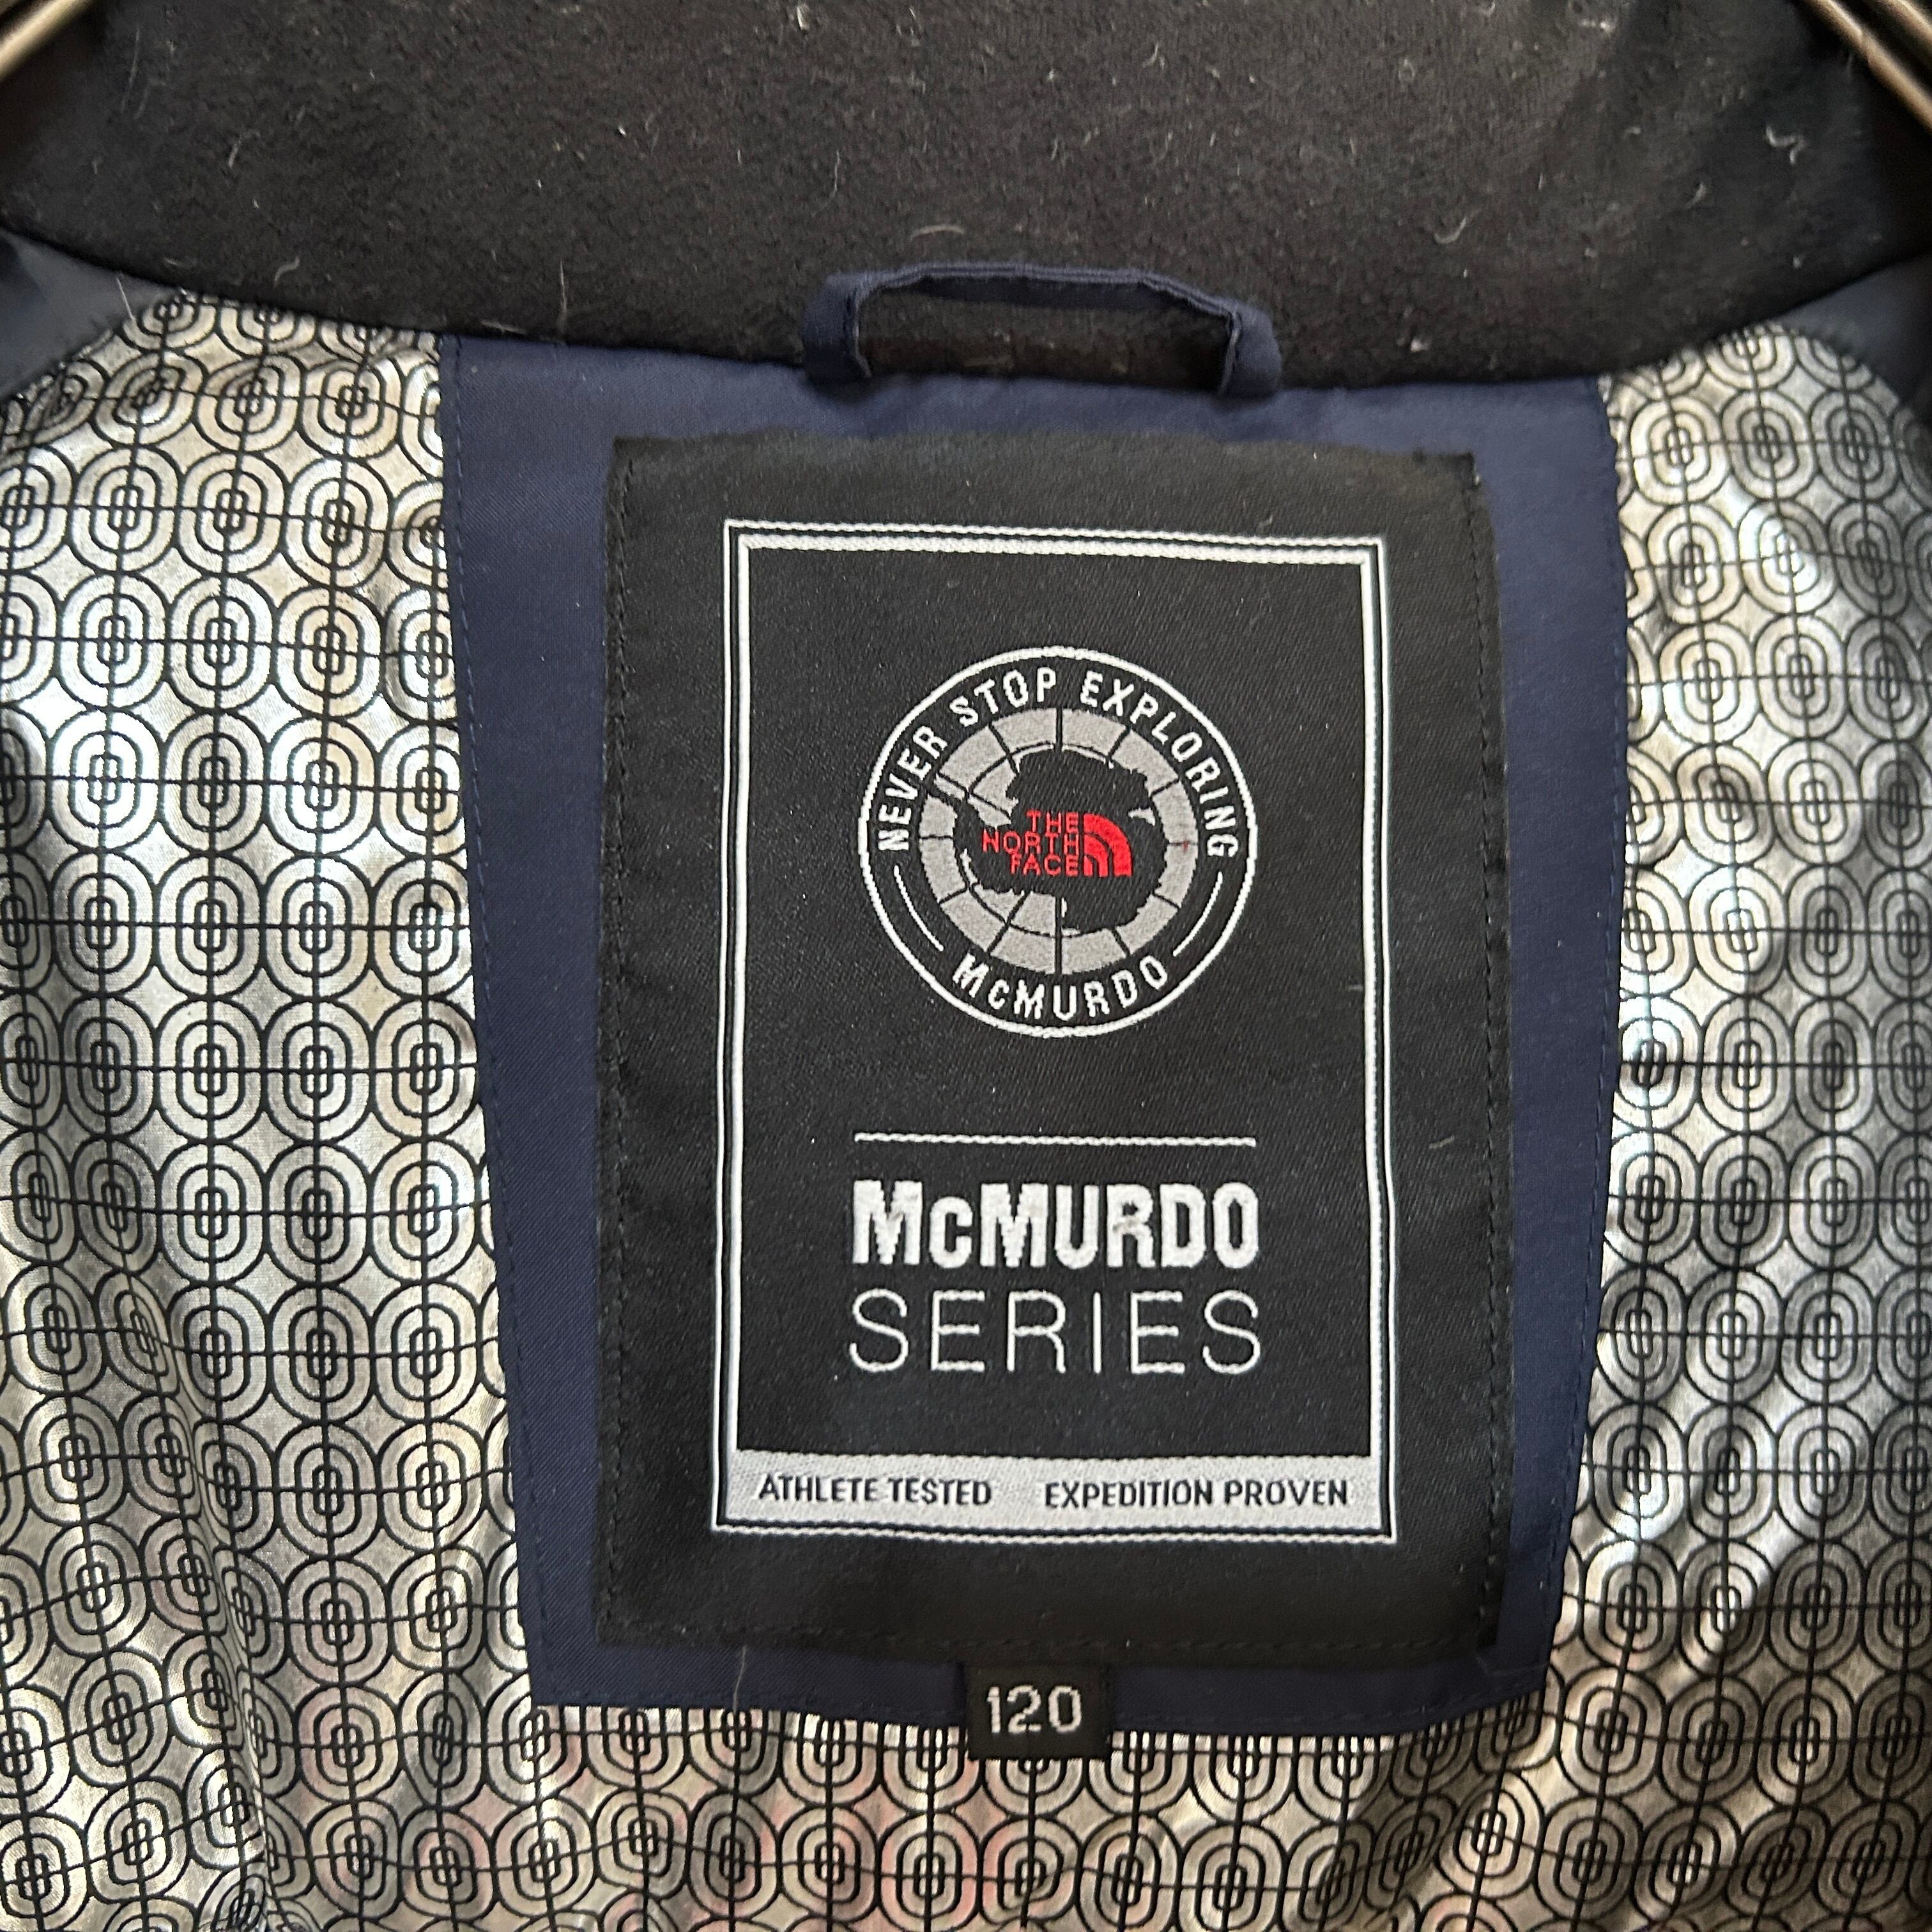 NEVER STOP EXPLORING
THE
NORTH
FACE
McMURDO
McMURDO
SERIES
ATHLETE TESTED EXPEDITION PROVEN
120